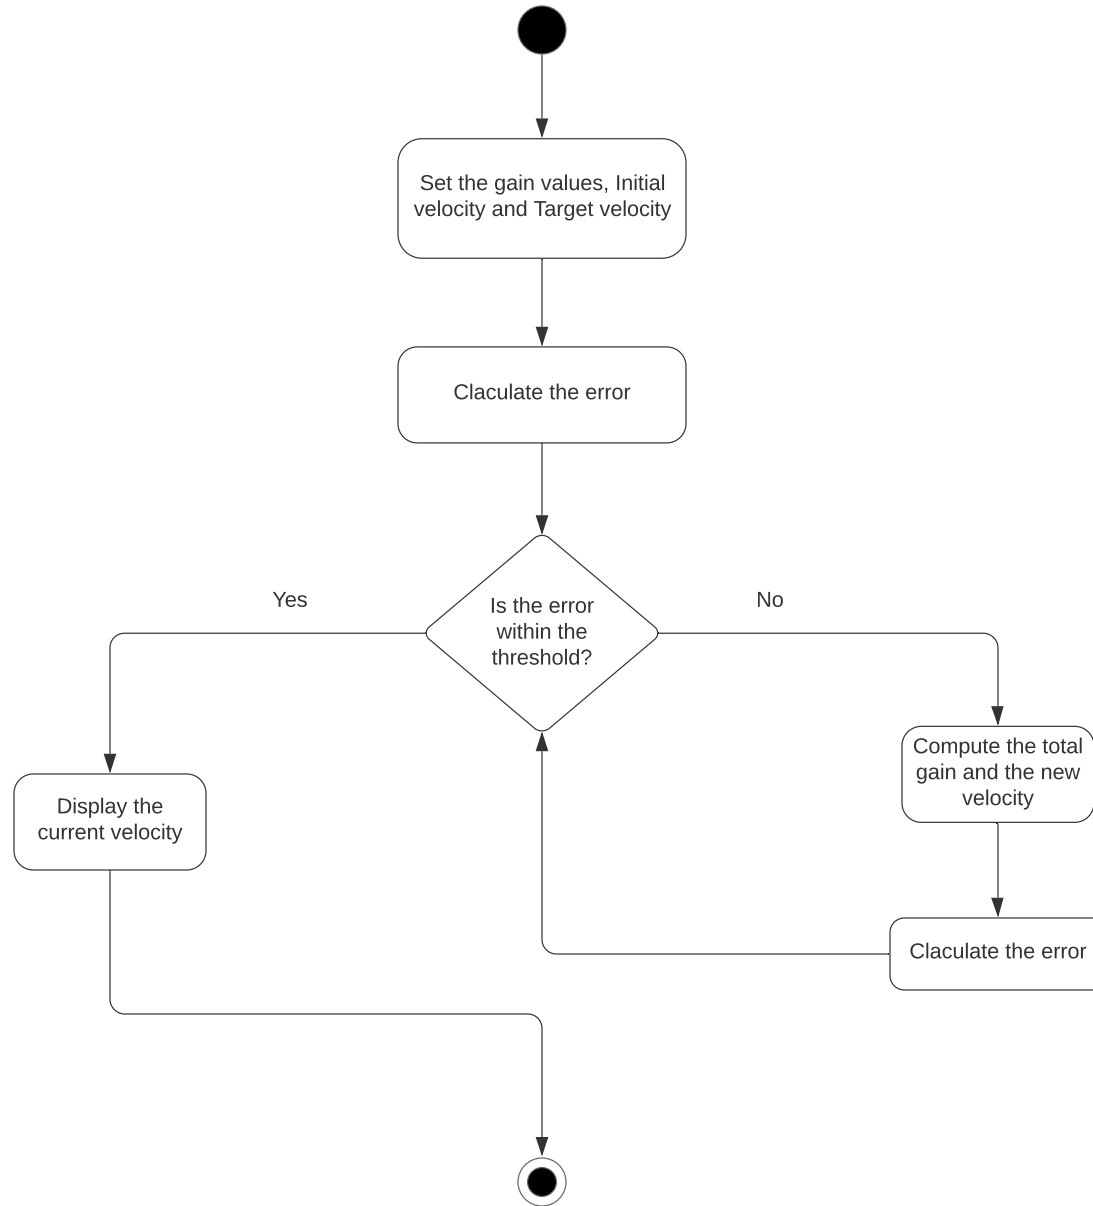 Set the gain values, Initial
velocity and Target velocity
Claculate the error
Is the error
within the
threshold?
Yes
No
Display the
current velocity
Compute the total
gain and the new
velocity
Claculate the error